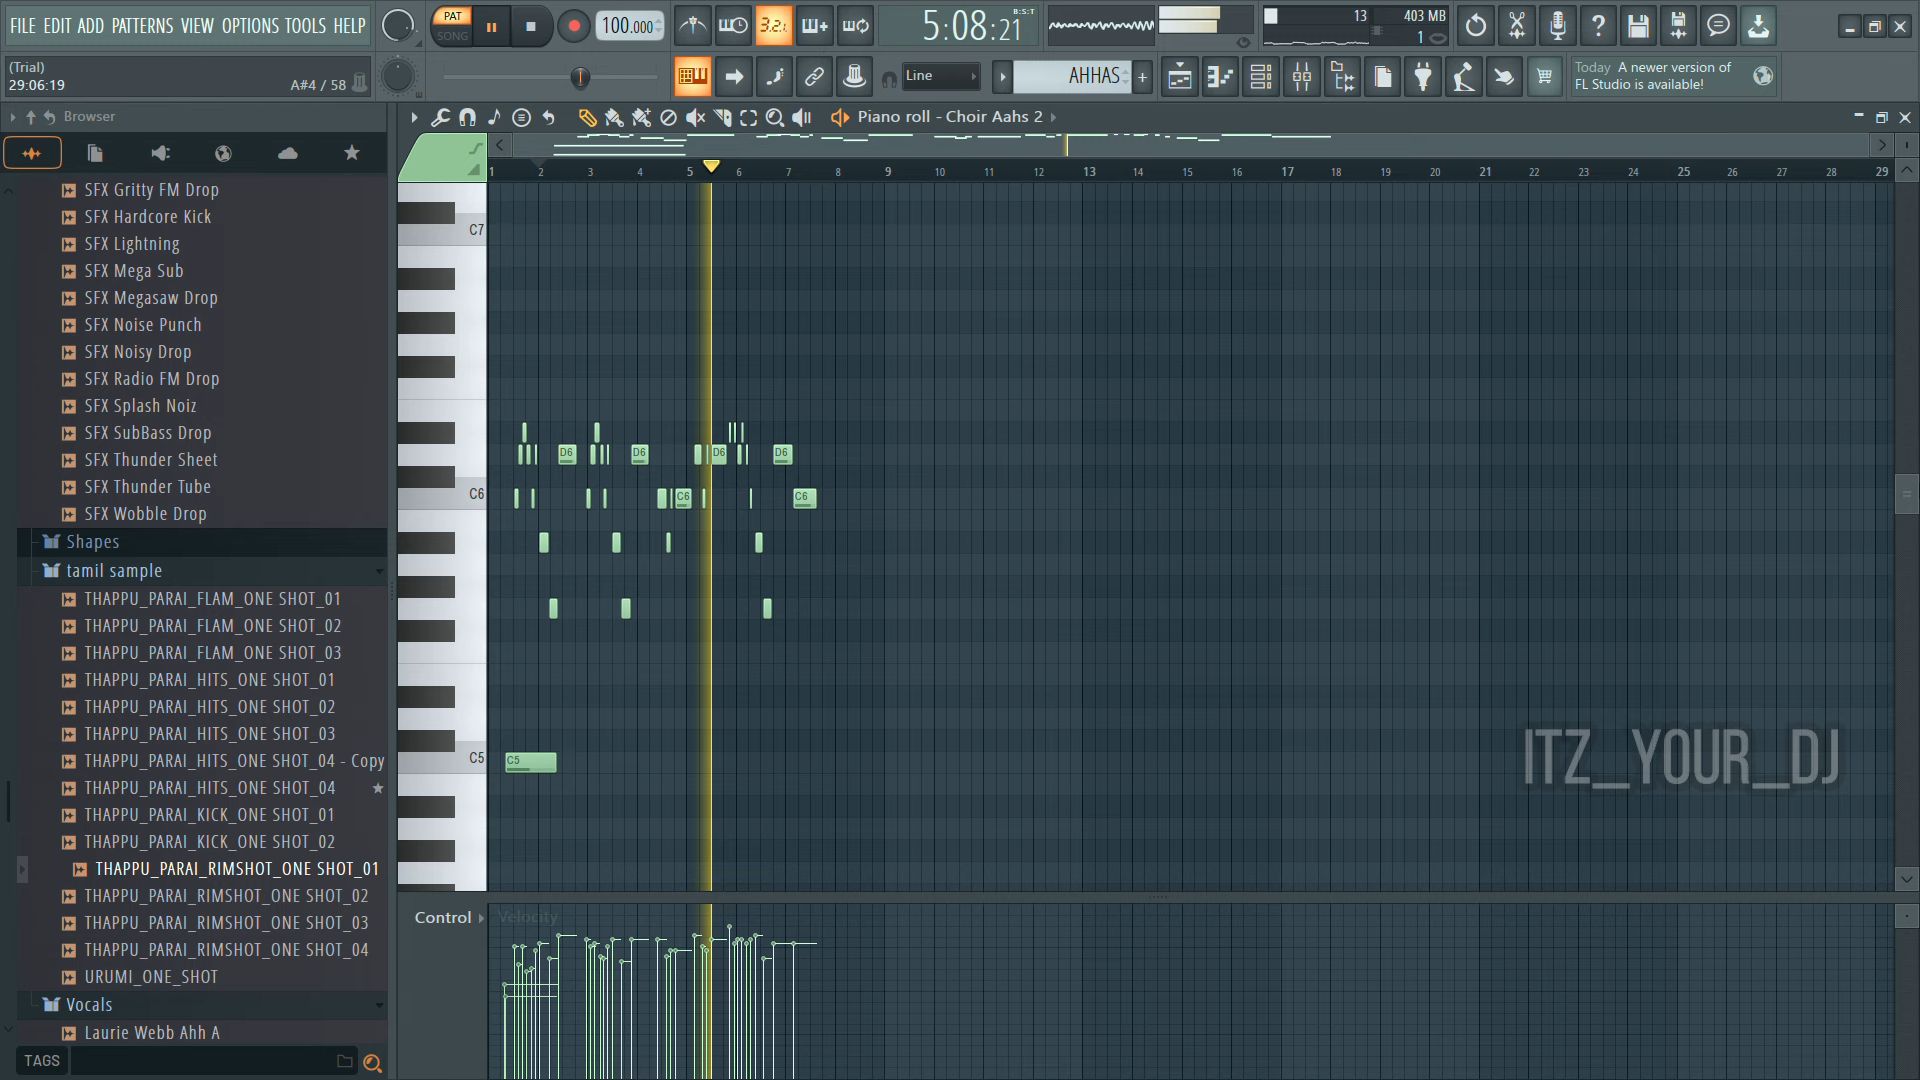 FILE EDIT ADD PATTERNS VIEW OPTIONS TOOLS HELP
PAT
SONG
100.000
3.2.1
5:08:21
B:S:T
13
403 MB
1
(Trial)
29:06:19
A#4 / 58
Line
AHHAS
Today A newer version of
FL Studio is available!
Browser
Piano roll - Choir Aahs 2
1 2 3 4 5 6 7 8 9 10 11 12 13 14 15 16 17 18 19 20 21 22 23 24 25 26 27 28 29
SFX Gritty FM Drop
SFX Hardcore Kick
SFX Lightning
SFX Mega Sub
SFX Megasaw Drop
SFX Noise Punch
SFX Noisy Drop
SFX Radio FM Drop
SFX Splash Noiz
SFX SubBass Drop
SFX Thunder Sheet
SFX Thunder Tube
SFX Wobble Drop
Shapes
tamil sample
THAPPU_PARAI_FLAM_ONE SHOT_01
THAPPU_PARAI_FLAM_ONE SHOT_02
THAPPU_PARAI_FLAM_ONE SHOT_03
THAPPU_PARAI_HITS_ONE SHOT_01
THAPPU_PARAI_HITS_ONE SHOT_02
THAPPU_PARAI_HITS_ONE SHOT_03
THAPPU_PARAI_HITS_ONE SHOT_04 - Copy
THAPPU_PARAI_HITS_ONE SHOT_04
THAPPU_PARAI_KICK_ONE SHOT_01
THAPPU_PARAI_KICK_ONE SHOT_02
THAPPU_PARAI_RIMSHOT_ONE SHOT_01
THAPPU_PARAI_RIMSHOT_ONE SHOT_02
THAPPU_PARAI_RIMSHOT_ONE SHOT_03
THAPPU_PARAI_RIMSHOT_ONE SHOT_04
URUMI_ONE_SHOT
Vocals
Laurie Webb Ahh A
TAGS
C7
D6 D6 D6 D6
C6 C6 C6
C5 C5
ITZ_YOUR_DJ
Control Velocity